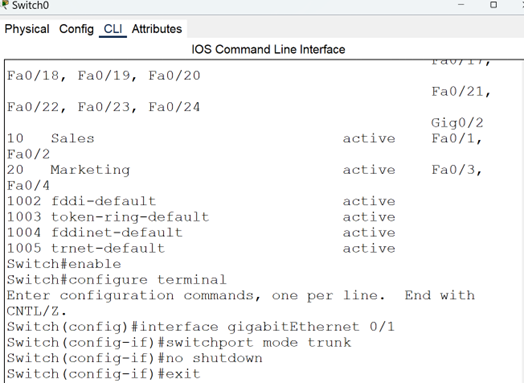 Switch0
Physical Config CLI Attributes
IOS Command Line Interface
Fa0/17,
Fa0/18, Fa0/19, Fa0/20
Fa0/21,
Fa0/22, Fa0/23, Fa0/24
Gig0/2
10 Sales active Fa0/1,
Fa0/2
20 Marketing active Fa0/3,
Fa0/4
1002 fddi-default active
1003 token-ring-default active
1004 fddinet-default active
1005 trnet-default active
Switch#enable
Switch#configure terminal
Enter configuration commands, one per line. End with
CNTL/Z.
Switch(config)#interface gigabitEthernet 0/1
Switch(config-if)#switchport mode trunk
Switch(config-if)#no shutdown
Switch(config-if)#exit